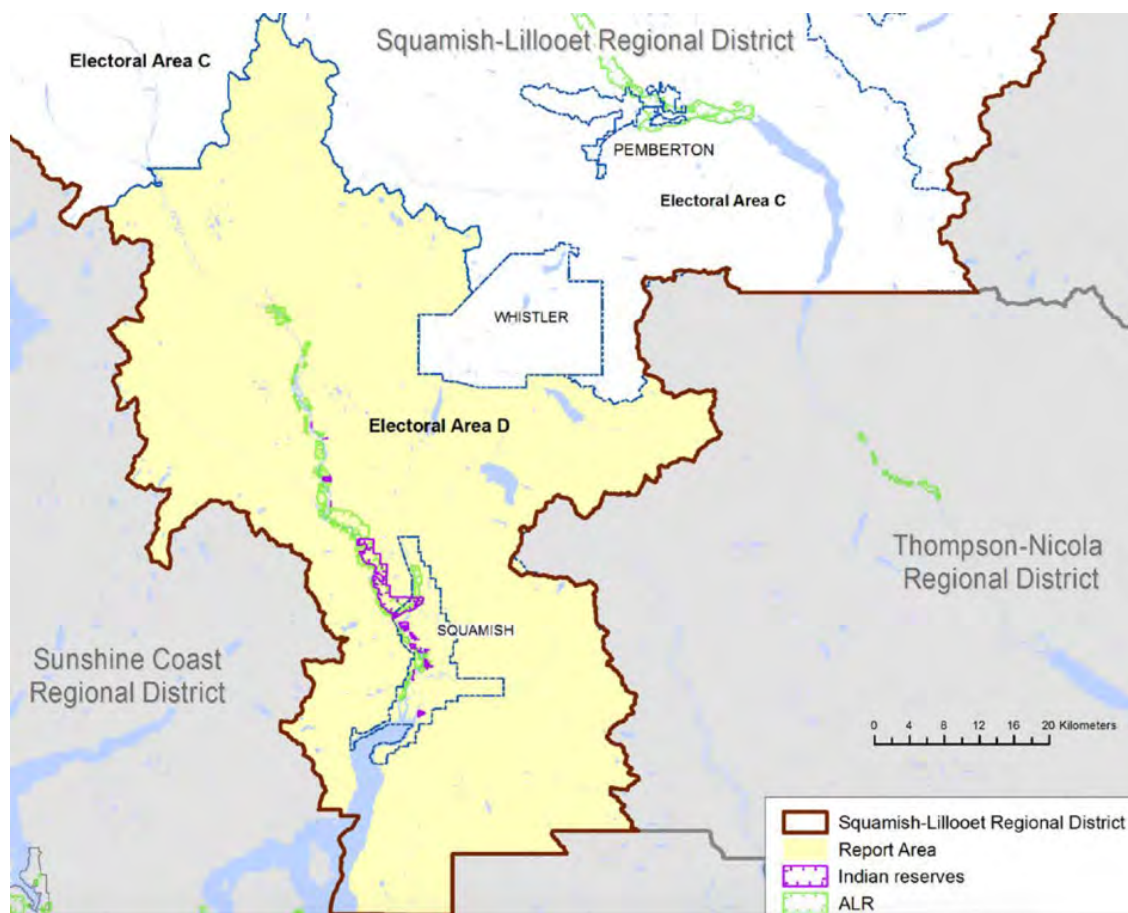 Squamish-Lillooet Regional District
Electoral Area C
PEMBERTON
Electoral Area C
WHISTLER
Electoral Area D
Thompson-Nicola
Regional District
SQUAMISH
Sunshine Coast
Regional District
0 4 8 12 16 20 Kilometers
Squamish-Lillooet Regional District
Report Area
Indian reserves
ALR